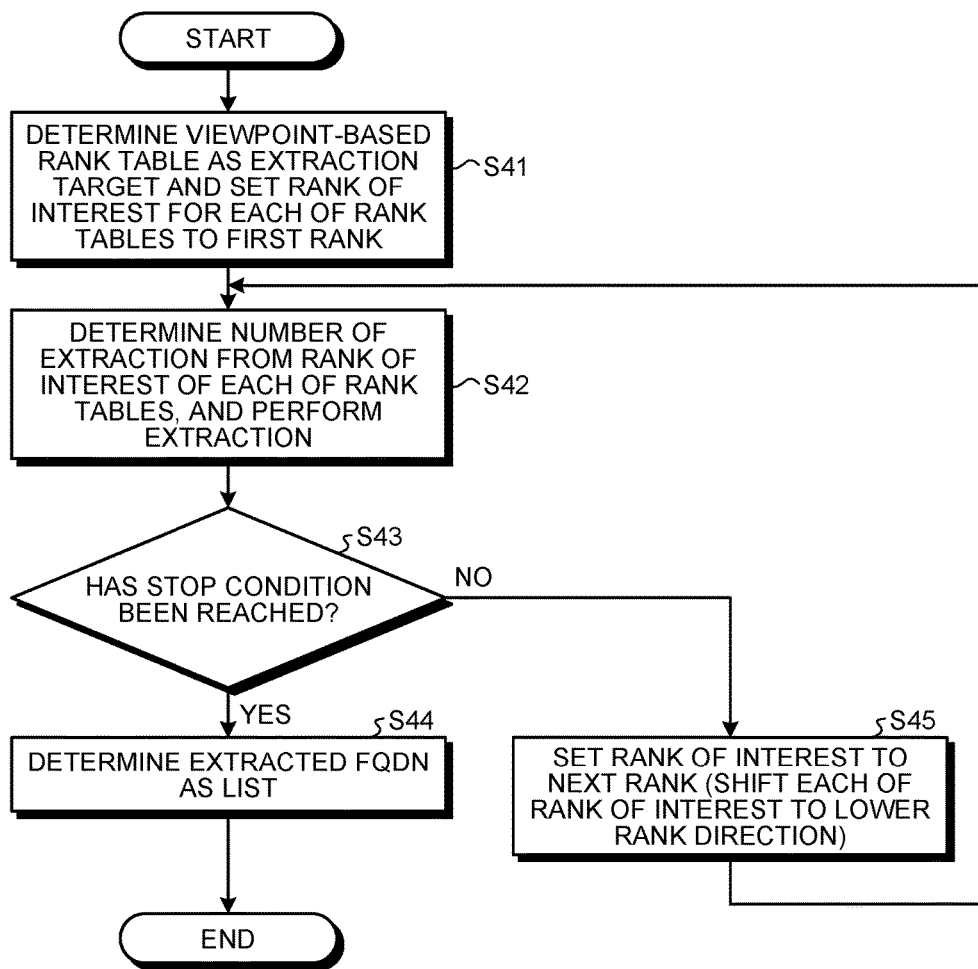 START
DETERMINE VIEWPOINT-BASED
RANK TABLE AS EXTRACTION
TARGET AND SET RANK OF
INTEREST FOR EACH OF RANK
TABLES TO FIRST RANK
S41
DETERMINE NUMBER OF
EXTRACTION FROM RANK OF
INTEREST OF EACH OF RANK
TABLES, AND PERFORM
EXTRACTION
S42
HAS STOP CONDITION
BEEN REACHED?
S43
NO
YES
DETERMINE EXTRACTED FQDN
AS LIST
S44
SET RANK OF INTEREST TO
NEXT RANK (SHIFT EACH OF
RANK OF INTEREST TO LOWER
RANK DIRECTION)
S45
END